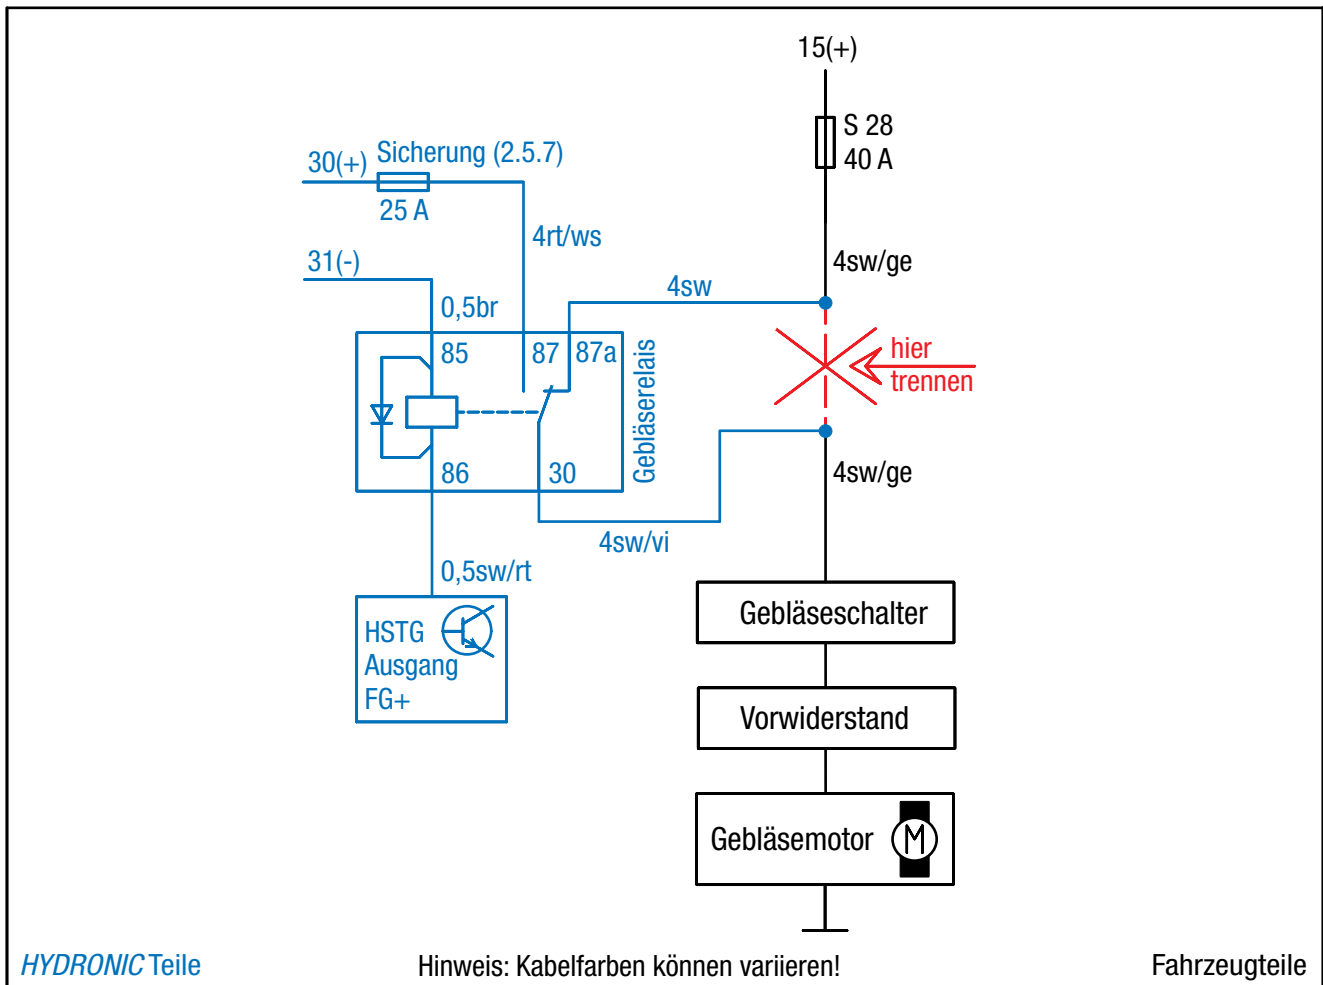 15(+)
S 28
40 A
30(+)
Sicherung (2.5.7)
25 A
4rt/ws
31(-)
4sw/ge
4sw
0,5br
85
87
87a
Gebläserelais
hier
trennen
86
30
4sw/ge
4sw/vi
0,5sw/rt
HSTG
Ausgang
FG+
Gebläseschalter
Vorwiderstand
Gebläsemotor
M
HYDRONIC Teile
Hinweis: Kabelfarben können variieren!
Fahrzeugteile